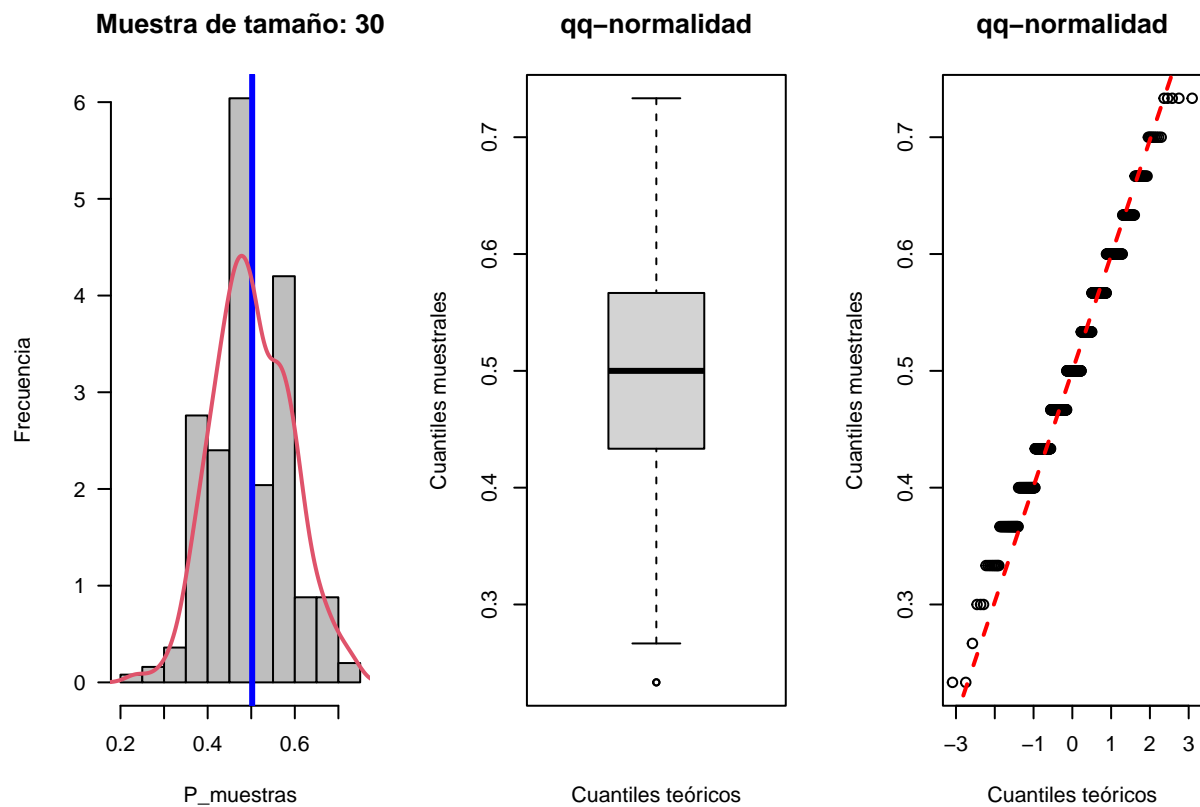 Muestra de tamaño: 30
Frecuencia
6
5
4
3
2
1
0
0.2 0.4 0.6
P_muestras
qq−normalidad
Cuantiles muestrales
0.7
0.6
0.5
0.4
0.3
Cuantiles teóricos
qq−normalidad
Cuantiles muestrales
0.7
0.6
0.5
0.4
0.3
−3 −1 0 1 2 3
Cuantiles teóricos